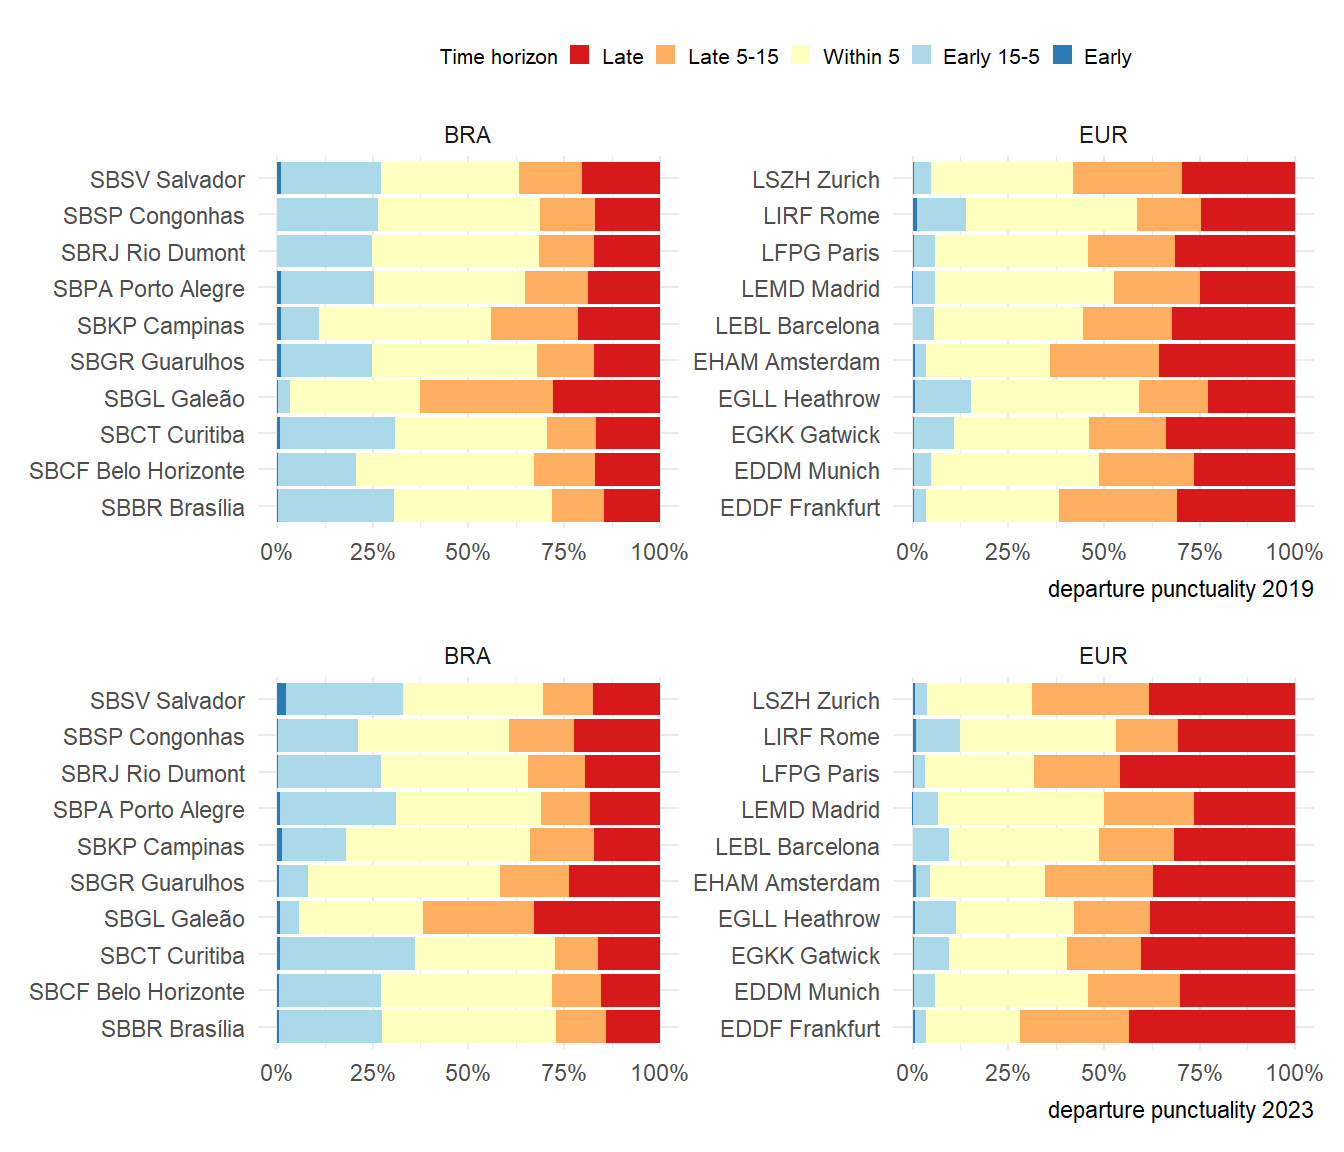 Time horizon Late Late 5-15 Within 5 Early 15-5 Early
BRA
SBSV Salvador
SBSP Congonhas
SBRJ Rio Dumont
SBPA Porto Alegre
SBKP Campinas
SBGR Guarulhos
SBGL Galeão
SBCT Curitiba
SBCF Belo Horizonte
SBBR Brasília
0% 25% 50% 75% 100%
EUR
LSZH Zurich
LIRF Rome
LFPG Paris
LEMD Madrid
LEBL Barcelona
EHAM Amsterdam
EGLL Heathrow
EGKK Gatwick
EDDM Munich
EDDF Frankfurt
0% 25% 50% 75% 100%
departure punctuality 2019
BRA
SBSV Salvador
SBSP Congonhas
SBRJ Rio Dumont
SBPA Porto Alegre
SBKP Campinas
SBGR Guarulhos
SBGL Galeão
SBCT Curitiba
SBCF Belo Horizonte
SBBR Brasília
0% 25% 50% 75% 100%
EUR
LSZH Zurich
LIRF Rome
LFPG Paris
LEMD Madrid
LEBL Barcelona
EHAM Amsterdam
EGLL Heathrow
EGKK Gatwick
EDDM Munich
EDDF Frankfurt
0% 25% 50% 75% 100%
departure punctuality 2023